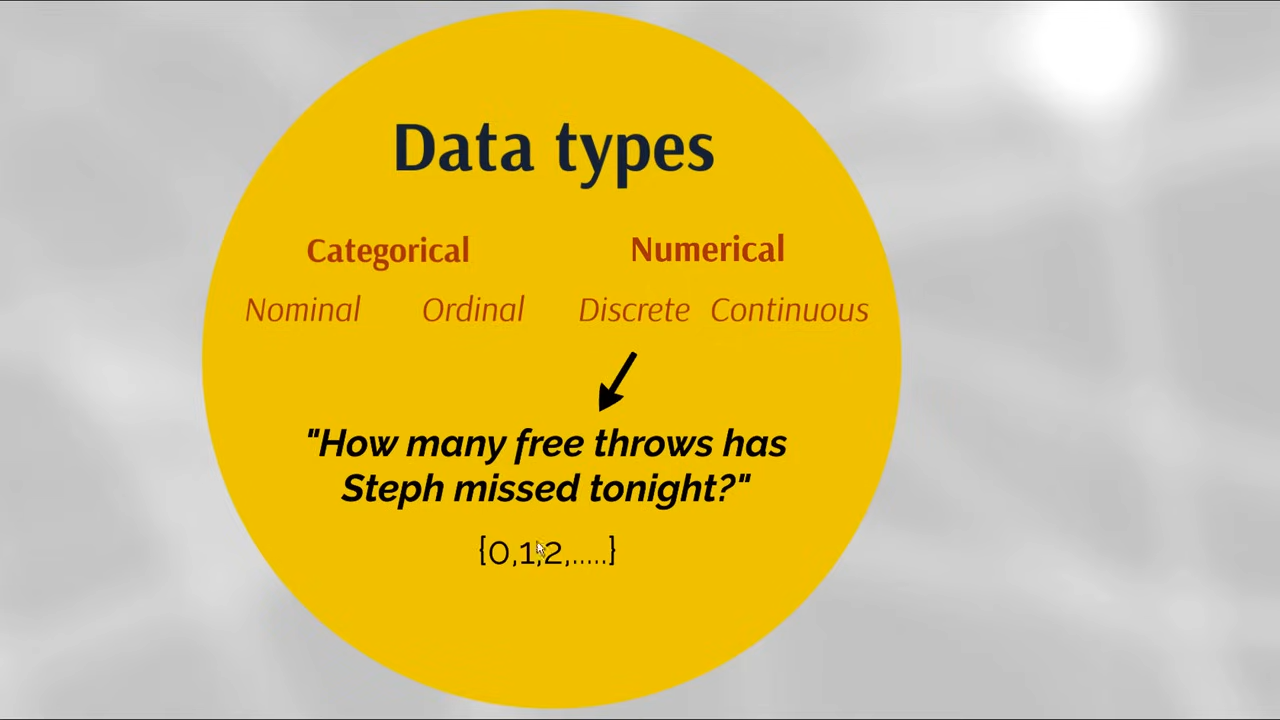 Data types
Categorical Numerical
Nominal Ordinal Discrete Continuous
"How many free throws has
Steph missed tonight?"
{0,1,2,.....}